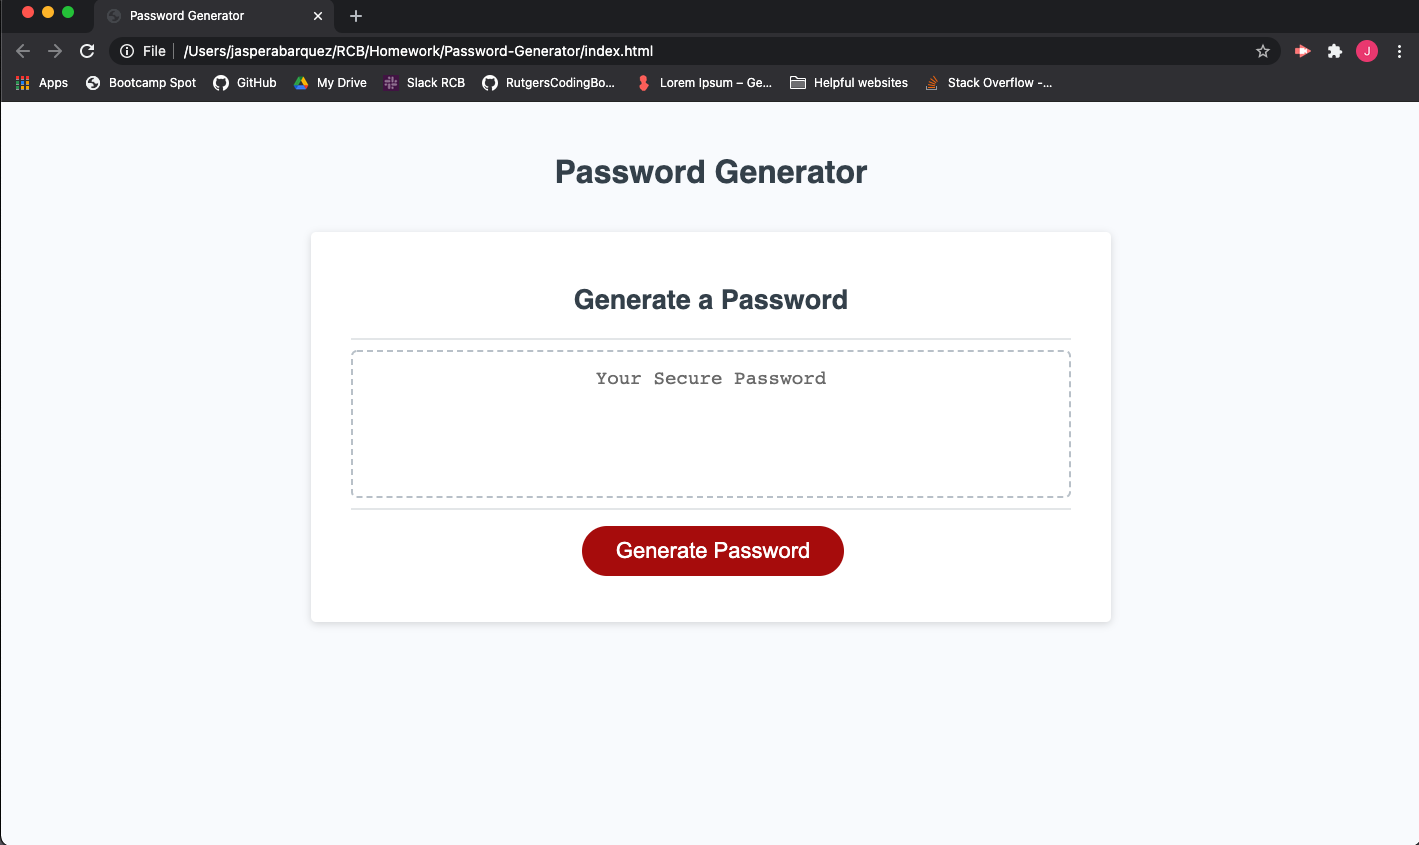 Password Generator
File /Users/jasperabarquez/RCB/Homework/Password-Generator/index.html
J
Apps Bootcamp Spot GitHub My Drive Slack RCB RutgersCodingBo... Lorem Ipsum – Ge... Helpful websites Stack Overflow -...
Password Generator
Generate a Password
Your Secure Password
Generate Password